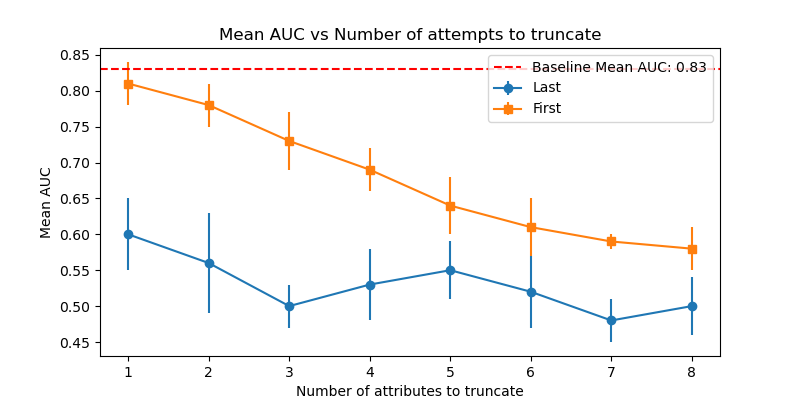 Mean AUC vs Number of attempts to truncate
Baseline Mean AUC: 0.83
Last
First
Mean AUC
0.85
0.80
0.75
0.70
0.65
0.60
0.55
0.50
0.45
1 2 3 4 5 6 7 8
Number of attributes to truncate